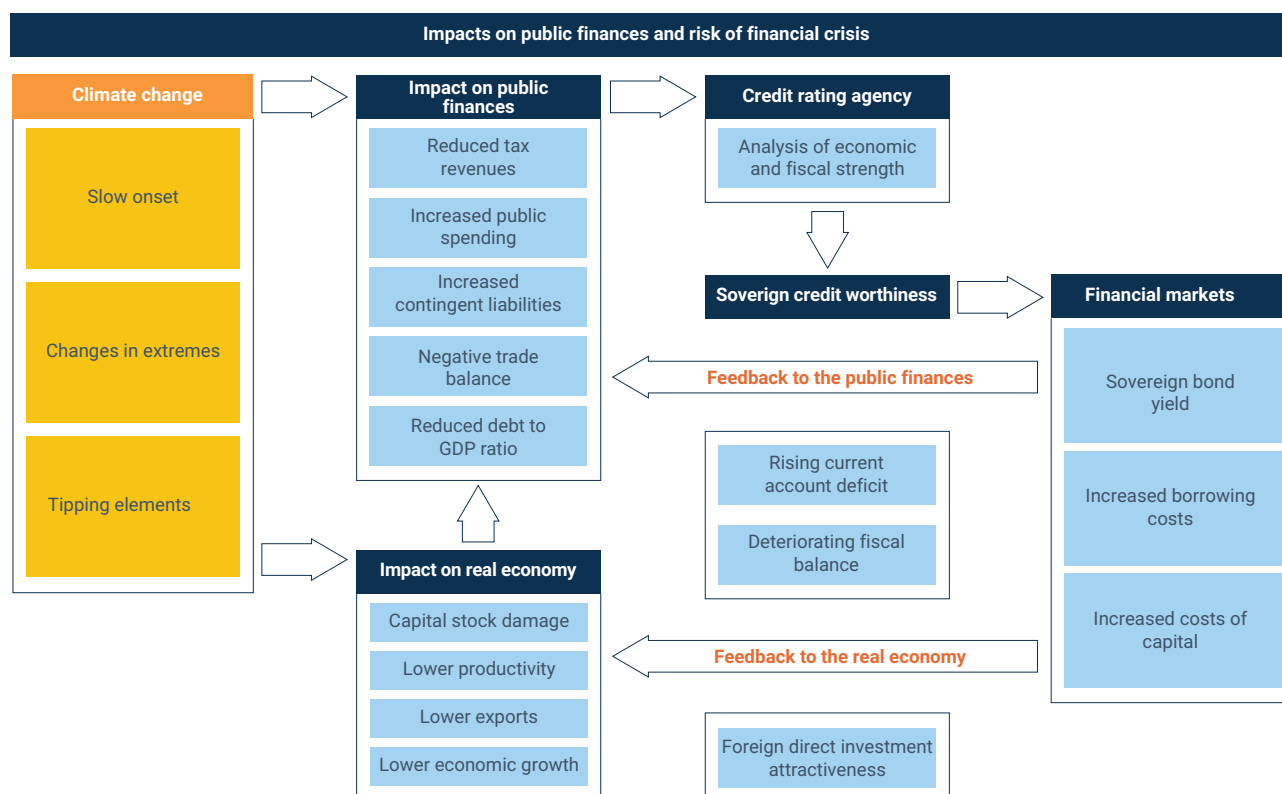 Impacts on public finances and risk of financial crisis
Climate change
Slow onset
Changes in extremes
Tipping elements
Impact on public
finances
Reduced tax
revenues
Increased public
spending
Increased
contingent liabilities
Negative trade
balance
Reduced debt to
GDP ratio
Impact on real economy
Capital stock damage
Lower productivity
Lower exports
Lower economic growth
Credit rating agency
Analysis of economic
and fiscal strength
Soverign credit worthiness
Financial markets
Sovereign bond
yield
Increased borrowing
costs
Increased costs of
capital
Feedback to the public finances
Rising current
account deficit
Deteriorating fiscal
balance
Feedback to the real economy
Foreign direct investment
attractiveness